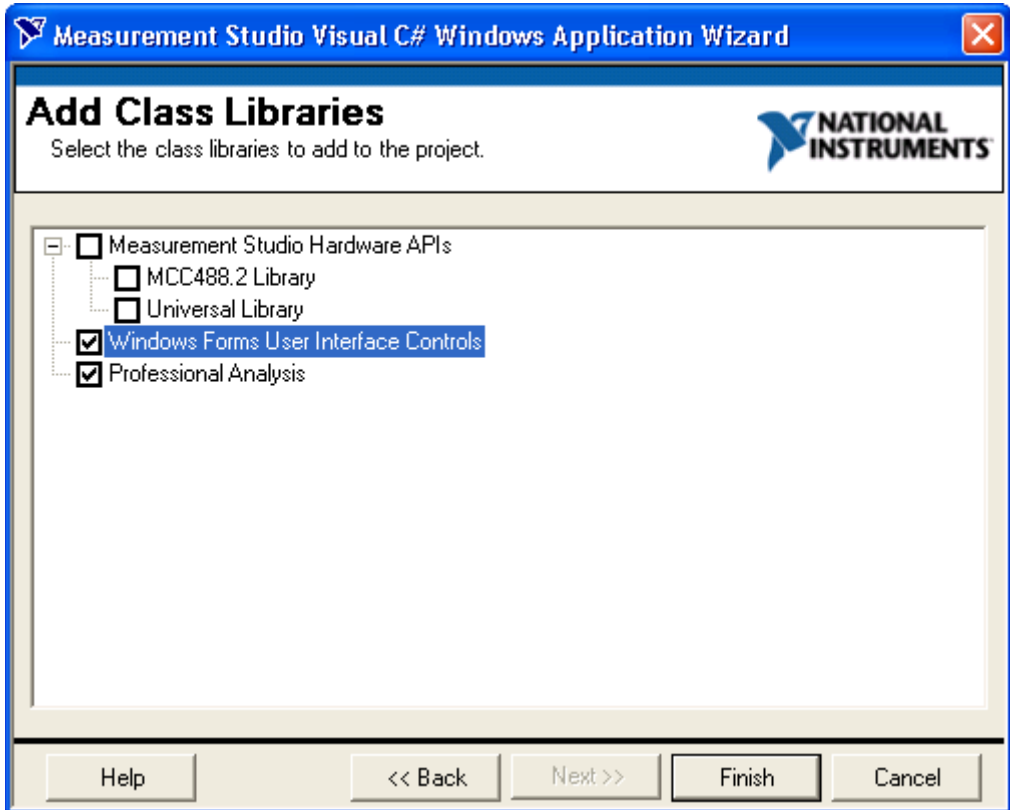 Measurement Studio Visual C# Windows Application Wizard
Add Class Libraries
Select the class libraries to add to the project.
NATIONAL
INSTRUMENTS
Measurement Studio Hardware APIs
MCC488.2 Library
Universal Library
Windows Forms User Interface Controls
Professional Analysis
Help
<< Back
Next >>
Finish
Cancel